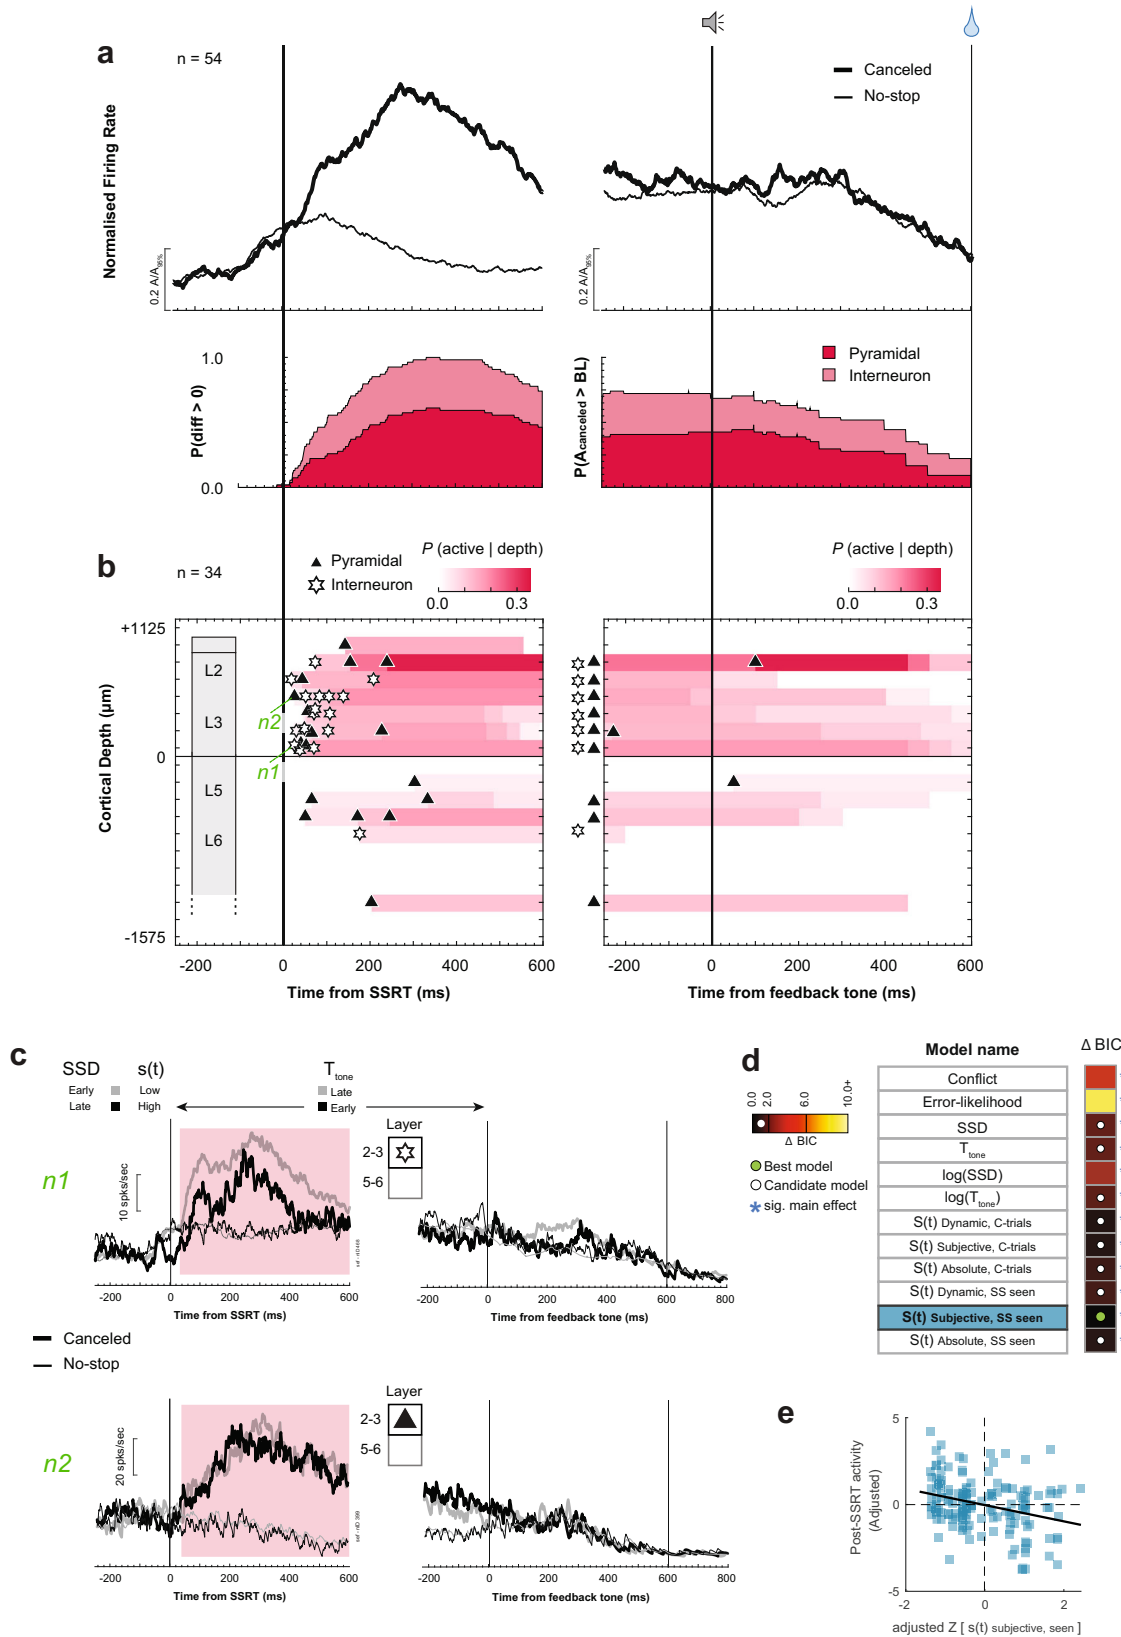 a
n = 54
Canceled
No-stop
Normalised Firing Rate
0.2 A/A95%
0.2 A/A95%
1.0
P(diff > 0)
0.0
P(Acanceled > BL)
Pyramidal
Interneuron
b
n = 34
Pyramidal
Interneuron
P (active | depth)
0.0 0.3
P (active | depth)
0.0 0.3
+1125
0
-1575
Cortical Depth (µm)
L2
L3
L5
L6
n2
n1
-200 0 200 400 600
Time from SSRT (ms)
-200 0 200 400 600
Time from feedback tone (ms)
c
SSD s(t) Ttone
Early Low Late
Late High Early
n1
10 spks/sec
Layer
2-3
5-6
-200 0 200 400 600
Time from SSRT (ms)
-200 0 200 400 600 800
Time from feedback tone (ms)
Canceled
No-stop
n2
20 spks/sec
Layer
2-3
5-6
-200 0 200 400 600
Time from SSRT (ms)
-200 0 200 400 600 800
Time from feedback tone (ms)
d
0.0 2.0 6.0 10.0+
Δ BIC
Best model
Candidate model
* sig. main effect
Model name Δ BIC
Conflict
Error-likelihood
SSD
Ttone
log(SSD)
log(Ttone)
S(t) Dynamic, C-trials
S(t) Subjective, C-trials
S(t) Absolute, C-trials
S(t) Dynamic, SS seen
S(t) Subjective, SS seen
S(t) Absolute, SS seen
e
5
0
-5
Post-SSRT activity
(Adjusted)
-2 0 2
adjusted Z [ s(t) subjective, seen ]